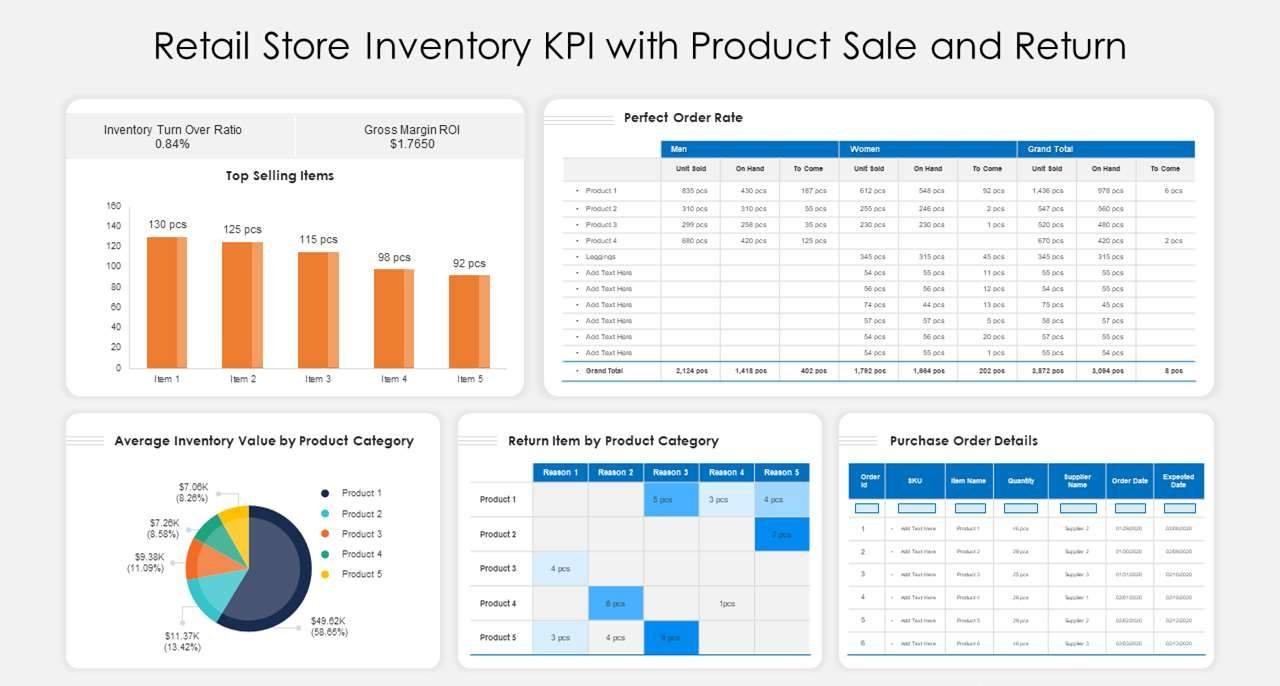 Retail Store Inventory KPI with Product Sale and Return
Inventory Turn Over Ratio
0.84%
Gross Margin ROI
$1.7650
Top Selling Items
160
140
120
100
80
60
40
20
0
130 pcs
125 pcs
115 pcs
98 pcs
92 pcs
Item 1 Item 2 Item 3 Item 4 Item 5
Perfect Order Rate
Men Women Grand Total
Unit Sold On Hand To Come Unit Sold On Hand To Come Unit Sold On Hand To Come
• Product 1 835 pcs 430 pcs 187 pcs 612 pcs 548 pcs 92 pcs 1,436 pcs 978 pcs 6 pcs
• Product 2 310 pcs 310 pcs 55 pcs 255 pcs 246 pcs 2 pcs 547 pcs 560 pcs
• Product 3 299 pcs 258 pcs 35 pcs 230 pcs 230 pcs 1 pcs 520 pcs 480 pcs
• Product 4 680 pcs 420 pcs 125 pcs 670 pcs 420 pcs 2 pcs
• Leggings 345 pcs 315 pcs 45 pcs 345 pcs 315 pcs
• Add Text Here 54 pcs 55 pcs 11 pcs 55 pcs 55 pcs
• Add Text Here 56 pcs 56 pcs 12 pcs 54 pcs 55 pcs
• Add Text Here 74 pcs 44 pcs 13 pcs 75 pcs 45 pcs
• Add Text Here 57 pcs 57 pcs 5 pcs 58 pcs 57 pcs
• Add Text Here 54 pcs 56 pcs 20 pcs 57 pcs 55 pcs
• Add Text Here 54 pcs 55 pcs 1 pcs 55 pcs 54 pcs
• Grand Total 2,124 pos 1,418 pos 402 pos 1,792 pos 1,664 pos 202 pos 3,872 pos 3,094 pos 8 pos
Average Inventory Value by Product Category
$7.06K
(8.26%)
$7.26K
(8.58%)
$9.38K
(11.09%)
$11.37K
(13.42%)
$49.62K
(58.65%)
Product 1
Product 2
Product 3
Product 4
Product 5
Return Item by Product Category
Reason 1 Reason 2 Reason 3 Reason 4 Reason 5
Product 1 5 pcs 3 pcs 4 pcs
Product 2 7 pcs
Product 3 4 pcs
Product 4 6 pcs 1pcs
Product 5 3 pcs 4 pcs 9 pcs
Purchase Order Details
Order
Id
SKU
Item Name
Quantity
Supplier
Name
Order Date
Expected
Date
1 • Add Text Here Product 1 Supplier 2
2 • Add Text Here Product 2 Supplier 2
3 • Add Text Here Product 3 Supplier 2
4 • Add Text Here Product 4 Supplier 1
5 • Add Text Here Product 5 Supplier 2
6 • Add Text Here Product 6 Supplier 3